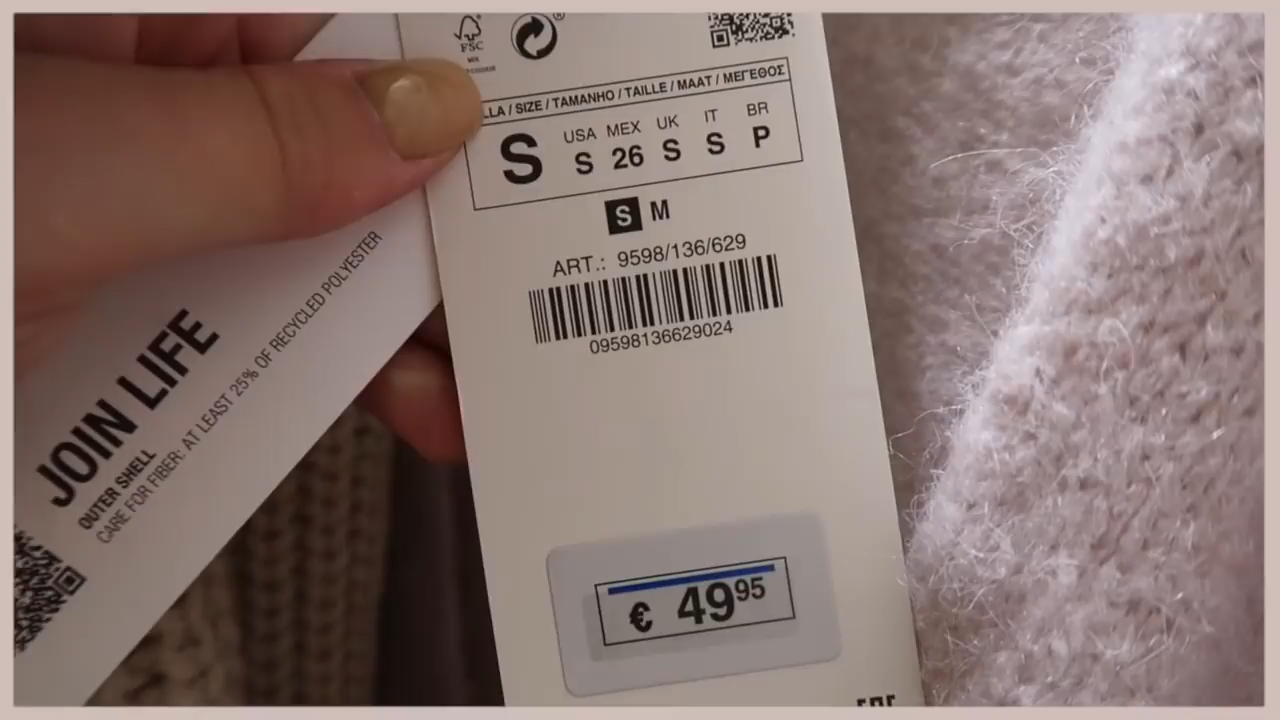 FSC
MIX
®
LLA / SIZE / TAMANHO / TAILLE / MAAT / ΜΕΓΕΘΟΣ
USA MEX UK IT BR
S S 26 S S P
S M
ART.: 9598/136/629
09598136629024
€ 49⁹⁵
JOIN LIFE
OUTER SHELL
CARE FOR FIBER: AT LEAST 25% OF RECYCLED POLYESTER